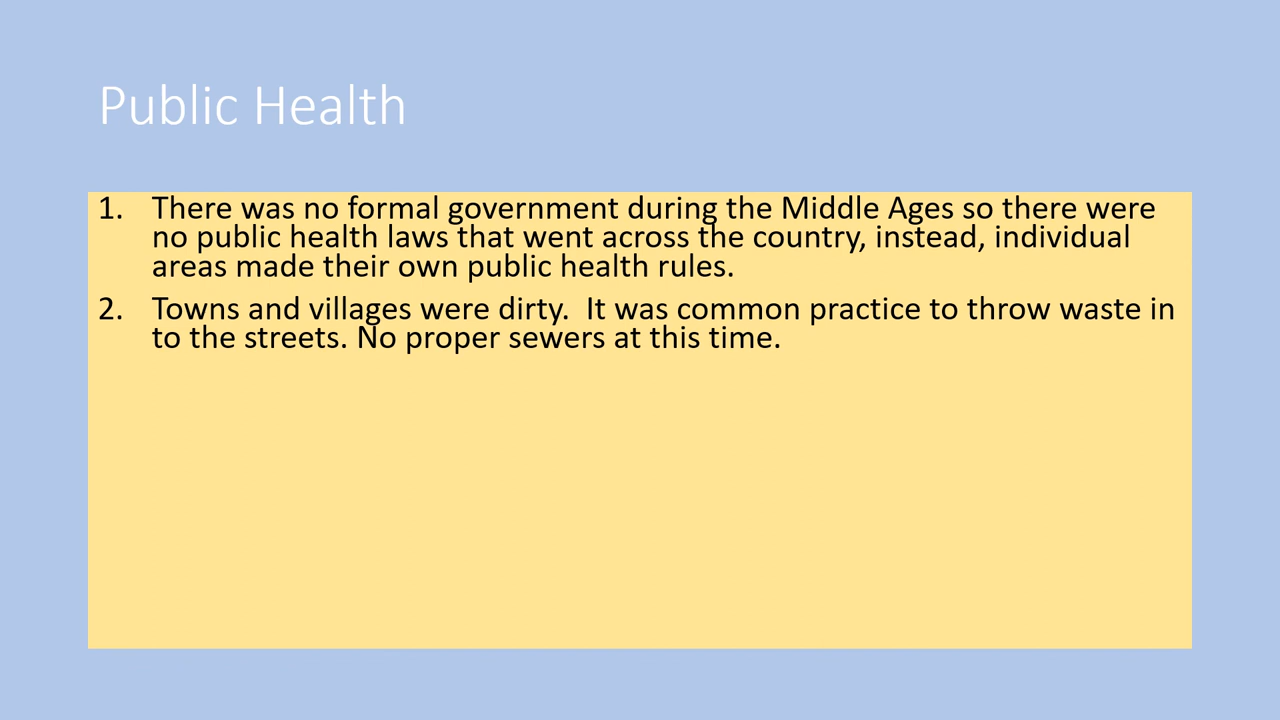 Public Health
1. There was no formal government during the Middle Ages so there were
no public health laws that went across the country, instead, individual
areas made their own public health rules.
2. Towns and villages were dirty.  It was common practice to throw waste in
to the streets. No proper sewers at this time.